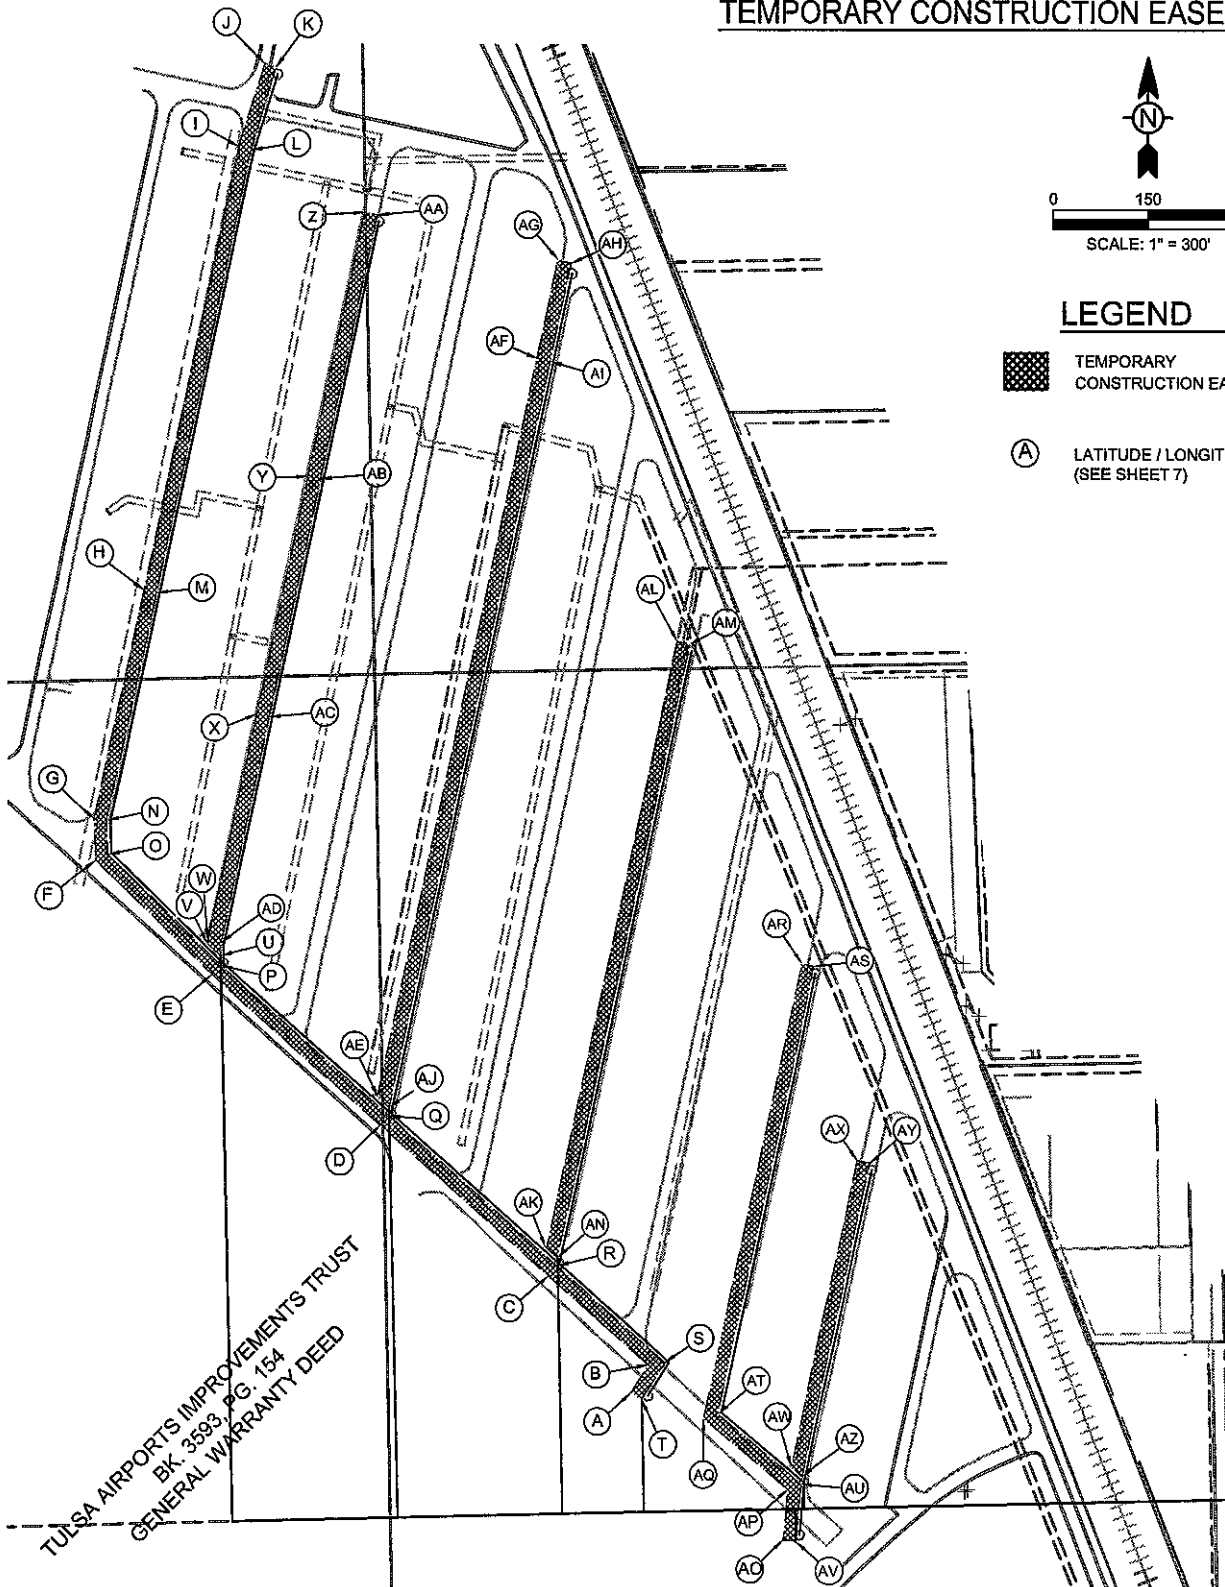 TEMPORARY CONSTRUCTION EASE
J
K
N
I
L
0 150
SCALE: 1" = 300'
Z
AA
AG
AH
LEGEND
AF
AI
TEMPORARY
CONSTRUCTION EA
A
LATITUDE / LONGIT
(SEE SHEET 7)
Y
AB
H
M
AL
AM
X
AC
G
N
O
F
W
V
AD
U
P
E
AR
AS
AE
AJ
Q
D
AX
AY
AK
AN
R
C
S
B
A
T
AT
AW
AZ
AQ
AU
AP
AO
AV
TULSA AIRPORTS IMPROVEMENTS TRUST
BK. 3593, PG. 154
GENERAL WARRANTY DEED